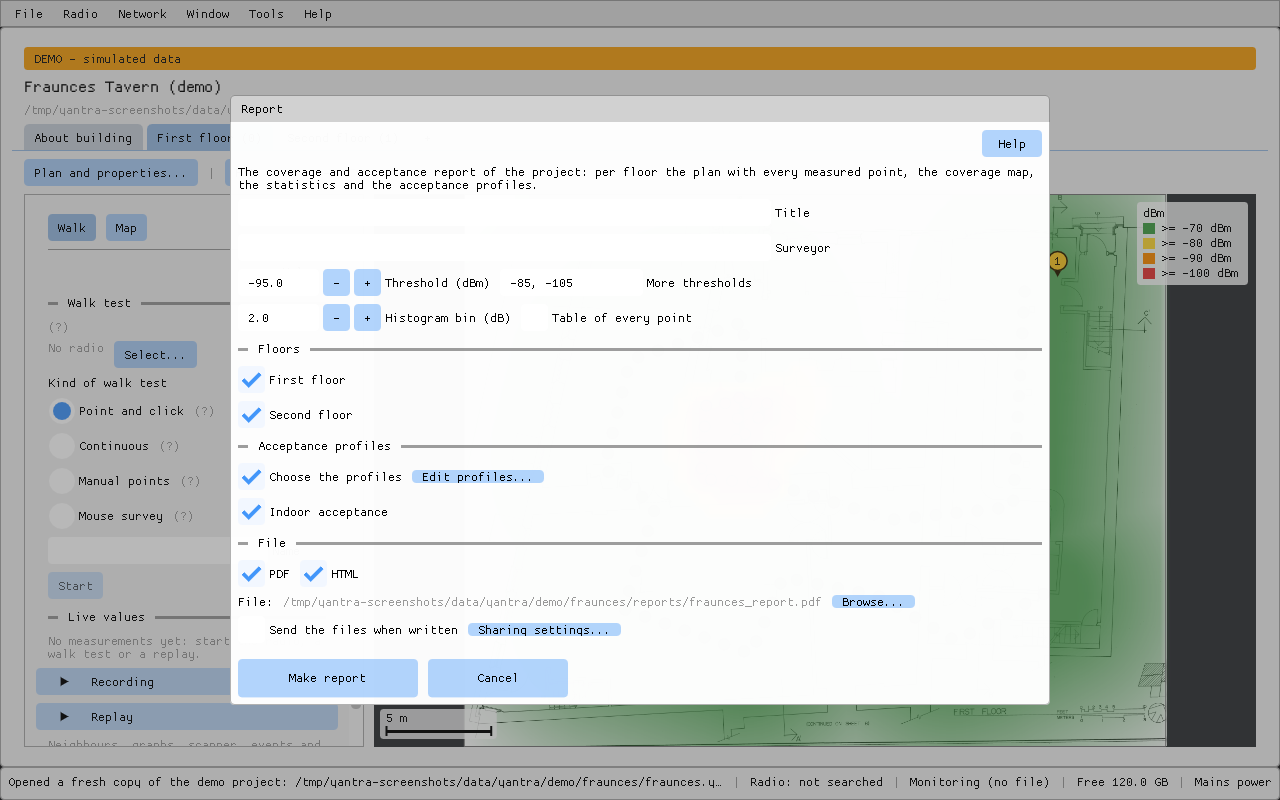 File Radio Network Window Tools Help
DEMO - simulated data
Fraunces Tavern (demo)
/tmp/yantra-screenshots/data/
About building First floor
Plan and properties... |
Walk Map
Walk test
(?)
No radio Select...
Kind of walk test
Point and click (?)
Continuous (?)
Manual points (?)
Mouse survey (?)
Start
Live values
No measurements yet: start
walk test or a replay.
Recording
Replay
Neighbours, graphs, scanner, events and
Report
Help
The coverage and acceptance report of the project: per floor the plan with every measured point, the coverage map,
the statistics and the acceptance profiles.
Title
Surveyor
-95.0 - + Threshold (dBm) -85, -105 More thresholds
2.0 - + Histogram bin (dB) Table of every point
Floors
First floor
Second floor
Acceptance profiles
Choose the profiles Edit profiles...
Indoor acceptance
File
PDF HTML
File: /tmp/yantra-screenshots/data/yantra/demo/fraunces/reports/fraunces_report.pdf Browse...
Send the files when written Sharing settings...
Make report Cancel
dBm
>= -70 dBm
>= -80 dBm
>= -90 dBm
>= -100 dBm
1
5 m
FIRST FLOOR
Opened a fresh copy of the demo project: /tmp/yantra-screenshots/data/yantra/demo/fraunces/fraunces.y… | Radio: not searched | Monitoring (no file) | Free 120.0 GB | Mains power